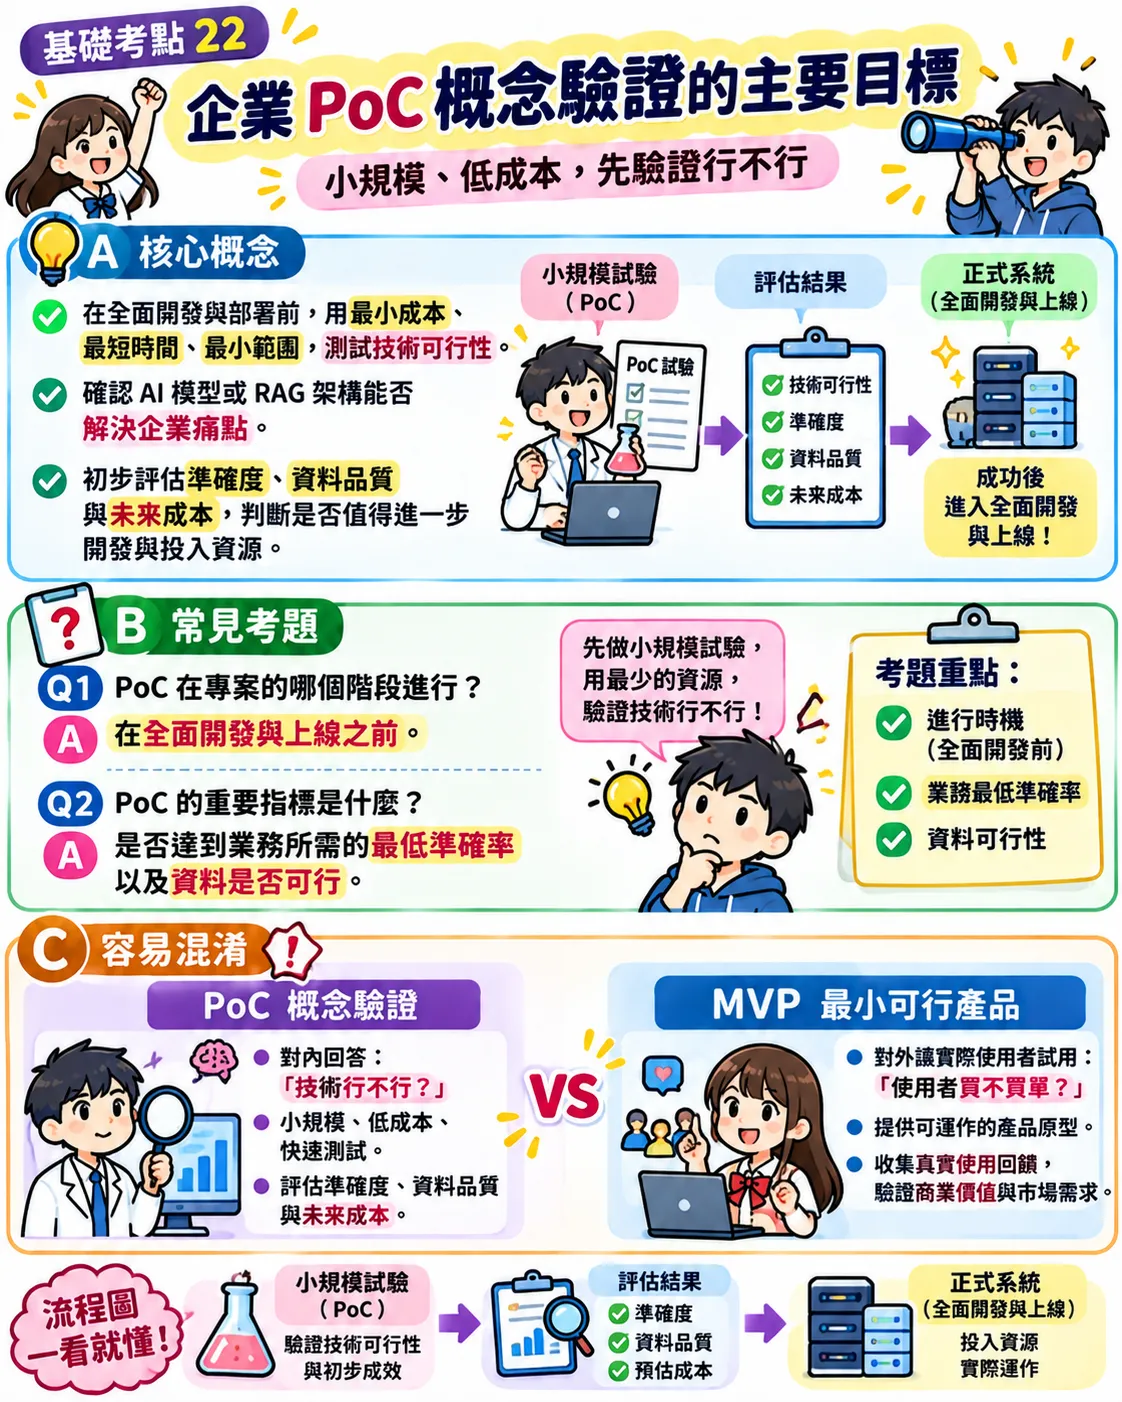 基礎考點 22
企業 PoC 概念驗證的主要目標
小規模、低成本，先驗證行不行
A 核心概念
在全面開發與部署前，用最小成本、
最短時間、最小範圍，測試技術可行性。
確認 AI 模型或 RAG 架構能否
解決企業痛點。
初步評估準確度、資料品質
與未來成本，判斷是否值得進一步
開發與投入資源。
小規模試驗
（PoC）
PoC 試驗
評估結果
技術可行性
準確度
資料品質
未來成本
正式系統
（全面開發與上線）
成功後
進入全面開發
與上線！
?
B 常見考題
Q1 PoC 在專案的哪個階段進行？
A 在全面開發與上線之前。
Q2 PoC 的重要指標是什麼？
A 是否達到業務所需的最低準確率
以及資料是否可行。
先做小規模試驗，
用最少的資源，
驗證技術行不行！
考題重點：
進行時機
（全面開發前）
業務最低準確率
資料可行性
C 容易混淆
!
PoC 概念驗證
對內回答：
「技術行不行？」
小規模、低成本、
快速測試。
評估準確度、資料品質
與未來成本。
VS
MVP 最小可行產品
對外讓實際使用者試用：
「使用者買不買單？」
提供可運作的產品原型。
收集真實使用回饋，
驗證商業價值與市場需求。
流程圖
一看就懂！
小規模試驗
（PoC）
驗證技術可行性
與初步成效
評估結果
準確度
資料品質
預估成本
正式系統
（全面開發與上線）
投入資源
實際運作